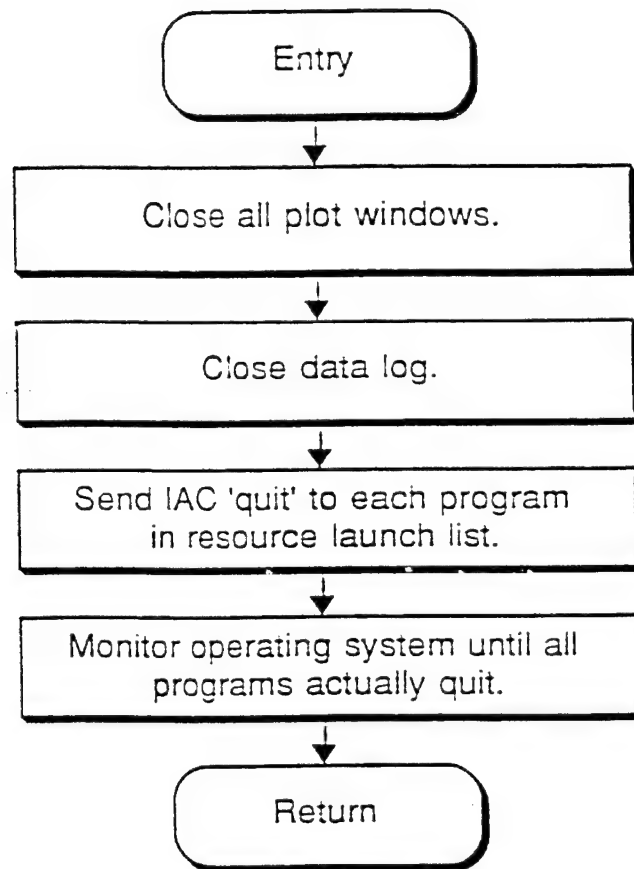 Entry
Close all plot windows.
Close data log.
Send IAC 'quit' to each program
in resource launch list.
Monitor operating system until all
programs actually quit.
Return